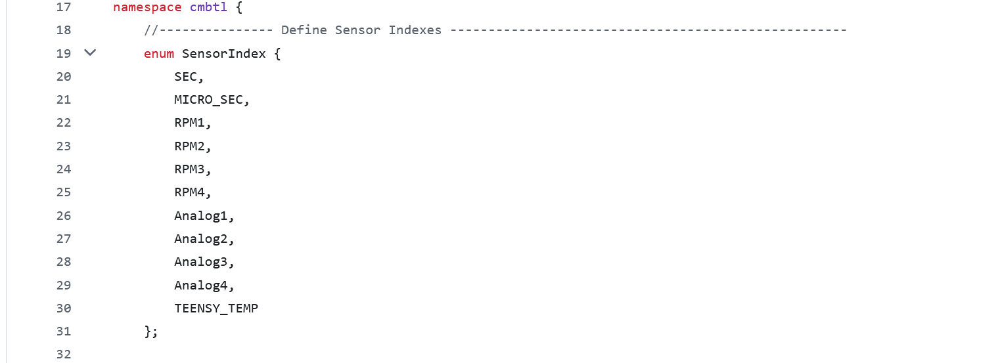 17 namespace cmbtl {
18 //--------------- Define Sensor Indexes ----------------------------------------------------
19 enum SensorIndex {
20 SEC,
21 MICRO_SEC,
22 RPM1,
23 RPM2,
24 RPM3,
25 RPM4,
26 Analog1,
27 Analog2,
28 Analog3,
29 Analog4,
30 TEENSY_TEMP
31 };
32